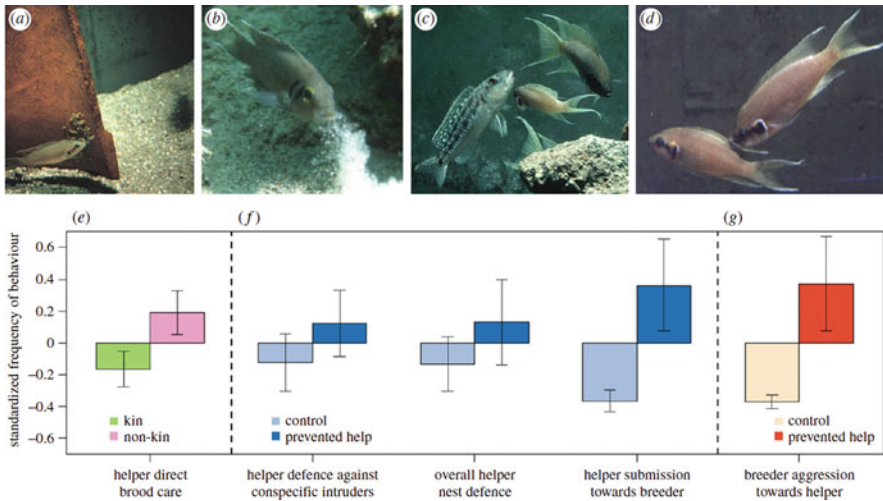 (a)
(b)
(c)
(d)
(e)
(f)
(g)
standardized frequency of behaviour
0.6
0.4
0.2
0
−0.2
−0.4
−0.6
kin
non-kin
control
prevented help
control
prevented help
helper direct
brood care
helper defence against
conspecific intruders
overall helper
nest defence
helper submission
towards breeder
breeder aggression
towards helper